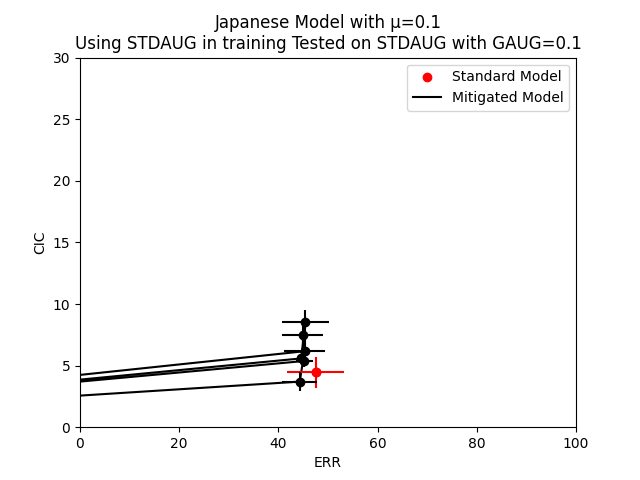 Japanese Model with μ=0.1
Using STDAUG in training Tested on STDAUG with GAUG=0.1
30
25
20
15
10
5
0
CIC
Standard Model
Mitigated Model
0 20 40 60 80 100
ERR